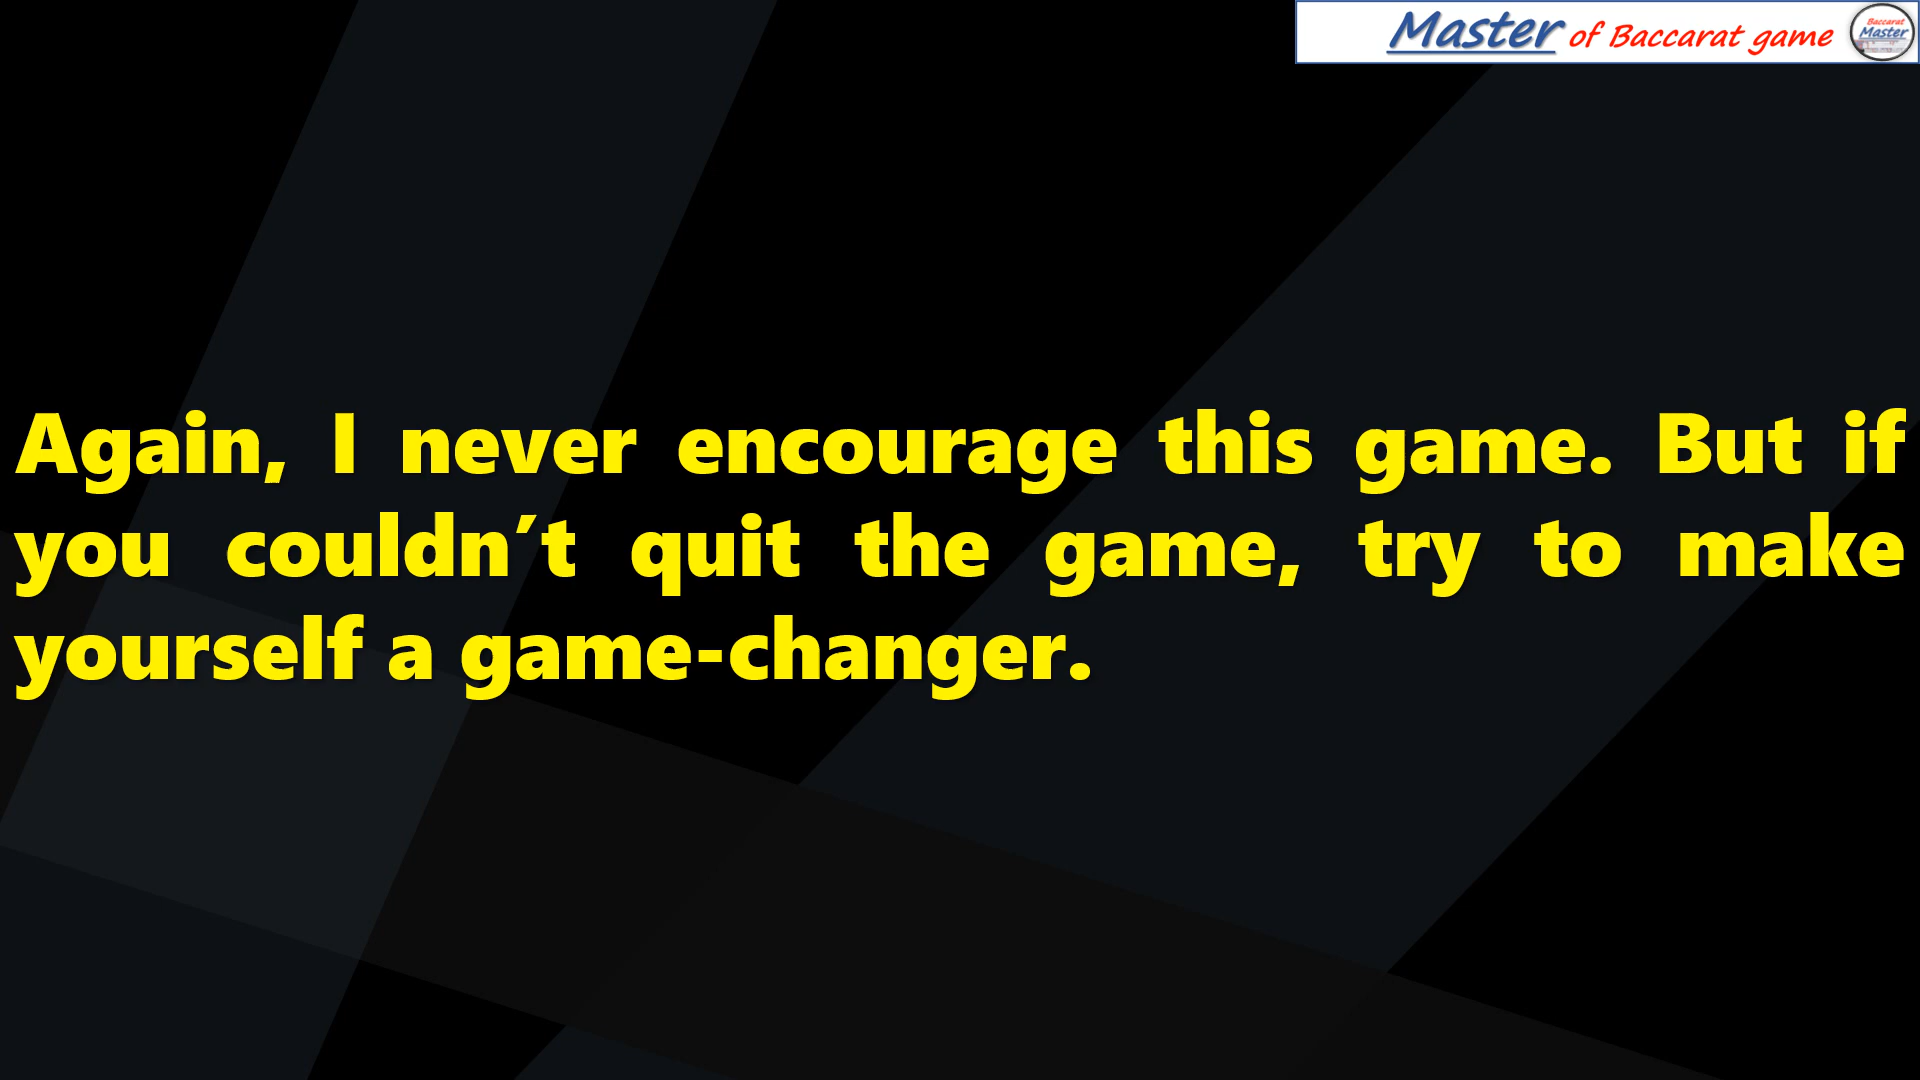 Master of Baccarat game
Baccarat
Master
Again, I never encourage this game. But if
you couldn’t quit the game, try to make
yourself a game-changer.